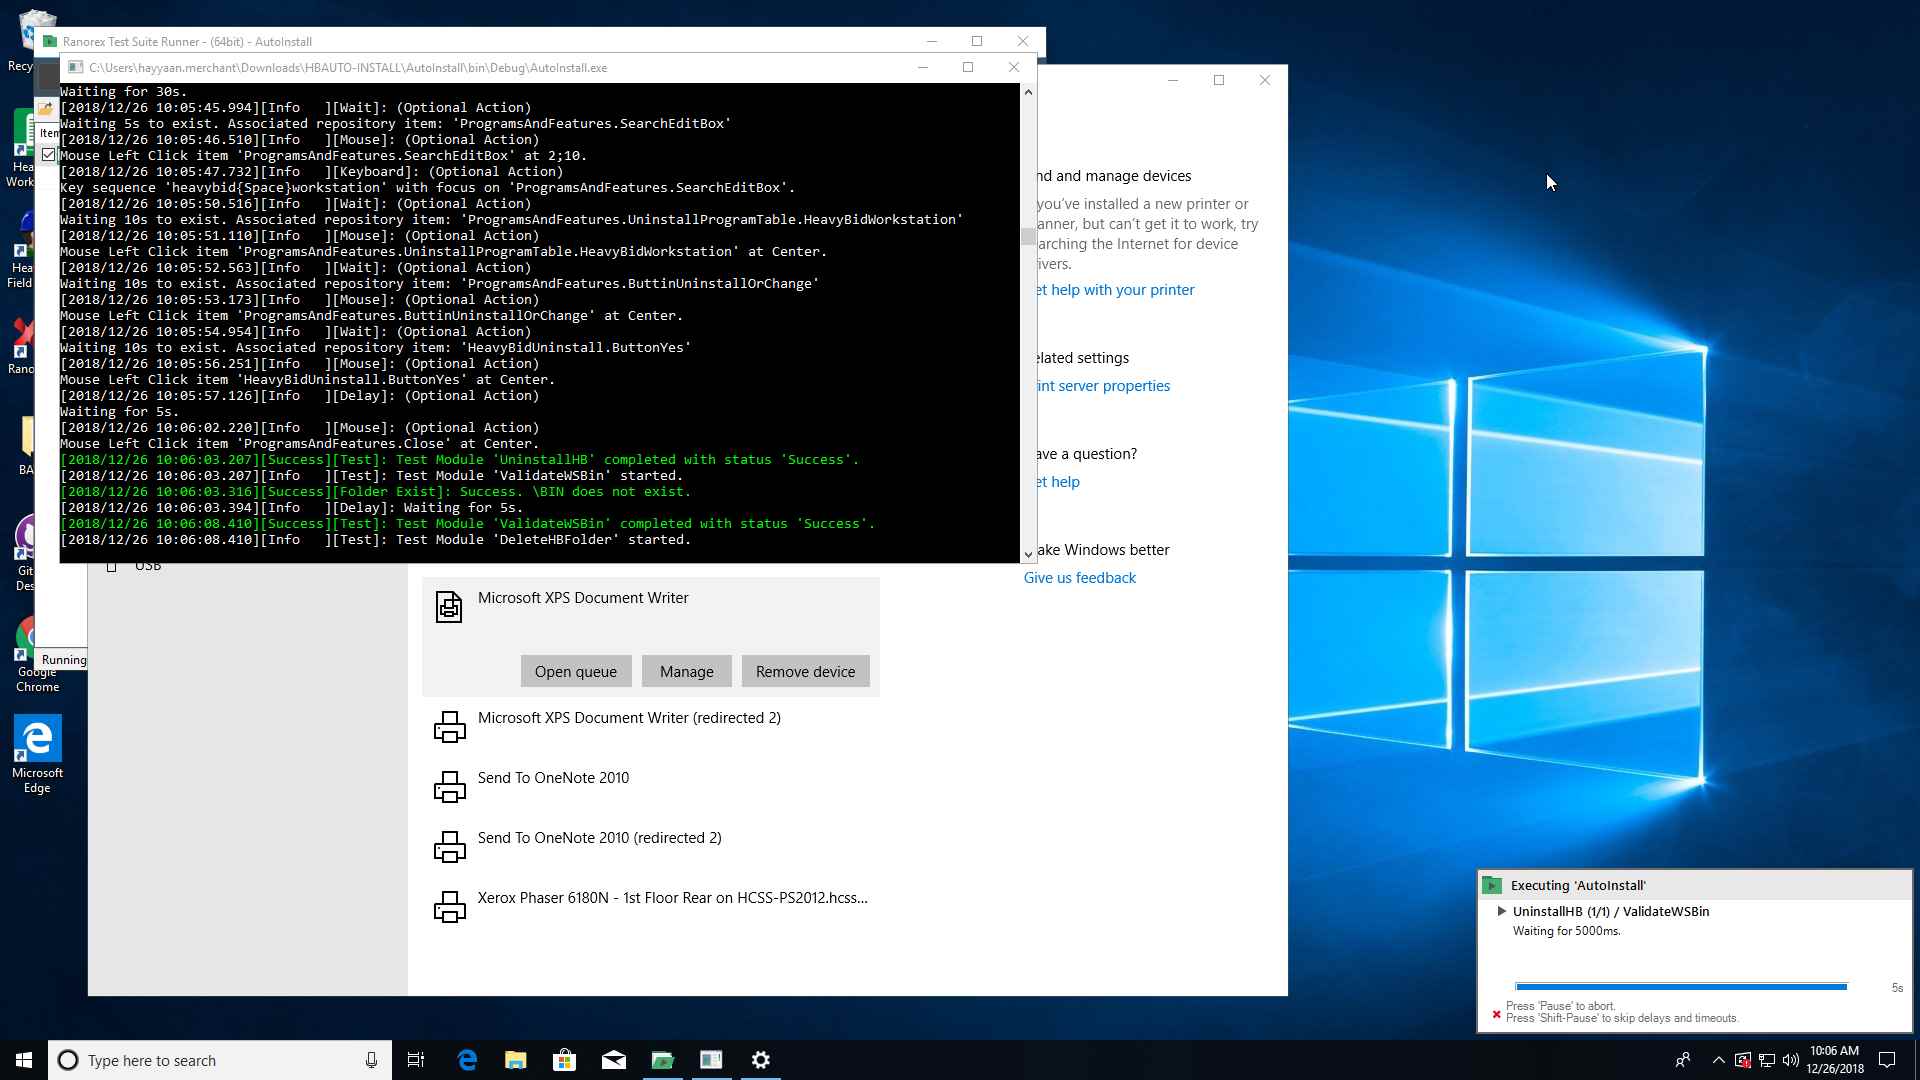 Recy
Ranorex Test Suite Runner - (64bit) - AutoInstall
C:\Users\hayyaan.merchant\Downloads\HBAUTO-INSTALL\AutoInstall\bin\Debug\AutoInstall.exe
Waiting for 30s.
[2018/12/26 10:05:45.994][Info   ][Wait]: (Optional Action)
Waiting 5s to exist. Associated repository item: 'ProgramsAndFeatures.SearchEditBox'
[2018/12/26 10:05:46.510][Info   ][Mouse]: (Optional Action)
Mouse Left Click item 'ProgramsAndFeatures.SearchEditBox' at 2;10.
[2018/12/26 10:05:47.732][Info   ][Keyboard]: (Optional Action)
Key sequence 'heavybid{Space}workstation' with focus on 'ProgramsAndFeatures.SearchEditBox'.
[2018/12/26 10:05:50.516][Info   ][Wait]: (Optional Action)
Waiting 10s to exist. Associated repository item: 'ProgramsAndFeatures.UninstallProgramTable.HeavyBidWorkstation'
[2018/12/26 10:05:51.110][Info   ][Mouse]: (Optional Action)
Mouse Left Click item 'ProgramsAndFeatures.UninstallProgramTable.HeavyBidWorkstation' at Center.
[2018/12/26 10:05:52.563][Info   ][Wait]: (Optional Action)
Waiting 10s to exist. Associated repository item: 'ProgramsAndFeatures.ButtinUninstallOrChange'
[2018/12/26 10:05:53.173][Info   ][Mouse]: (Optional Action)
Mouse Left Click item 'ProgramsAndFeatures.ButtinUninstallOrChange' at Center.
[2018/12/26 10:05:54.954][Info   ][Wait]: (Optional Action)
Waiting 10s to exist. Associated repository item: 'HeavyBidUninstall.ButtonYes'
[2018/12/26 10:05:56.251][Info   ][Mouse]: (Optional Action)
Mouse Left Click item 'HeavyBidUninstall.ButtonYes' at Center.
[2018/12/26 10:05:57.126][Info   ][Delay]: (Optional Action)
Waiting for 5s.
[2018/12/26 10:06:02.220][Info   ][Mouse]: (Optional Action)
Mouse Left Click item 'ProgramsAndFeatures.Close' at Center.
[2018/12/26 10:06:03.207][Success][Test]: Test Module 'UninstallHB' completed with status 'Success'.
[2018/12/26 10:06:03.207][Info   ][Test]: Test Module 'ValidateWSBin' started.
[2018/12/26 10:06:03.316][Success][Folder Exist]: Success. \BIN does not exist.
[2018/12/26 10:06:03.394][Info   ][Delay]: Waiting for 5s.
[2018/12/26 10:06:08.410][Success][Test]: Test Module 'ValidateWSBin' completed with status 'Success'.
[2018/12/26 10:06:08.410][Info   ][Test]: Test Module 'DeleteHBFolder' started.
Iten
Hea
Work
Hea
Field
Rano
BA
Git
Des
Google
Chrome
Microsoft
Edge
Running
USB
nd and manage devices
you've installed a new printer or
anner, but can't get it to work, try
arching the Internet for device
ivers.
et help with your printer
elated settings
int server properties
ave a question?
et help
ake Windows better
Give us feedback
Microsoft XPS Document Writer
Open queue
Manage
Remove device
Microsoft XPS Document Writer (redirected 2)
Send To OneNote 2010
Send To OneNote 2010 (redirected 2)
Xerox Phaser 6180N - 1st Floor Rear on HCSS-PS2012.hcss...
Executing 'AutoInstall'
UninstallHB (1/1) / ValidateWSBin
Waiting for 5000ms.
5s
Press 'Pause' to abort.
Press 'Shift-Pause' to skip delays and timeouts.
Type here to search
10:06 AM
12/26/2018